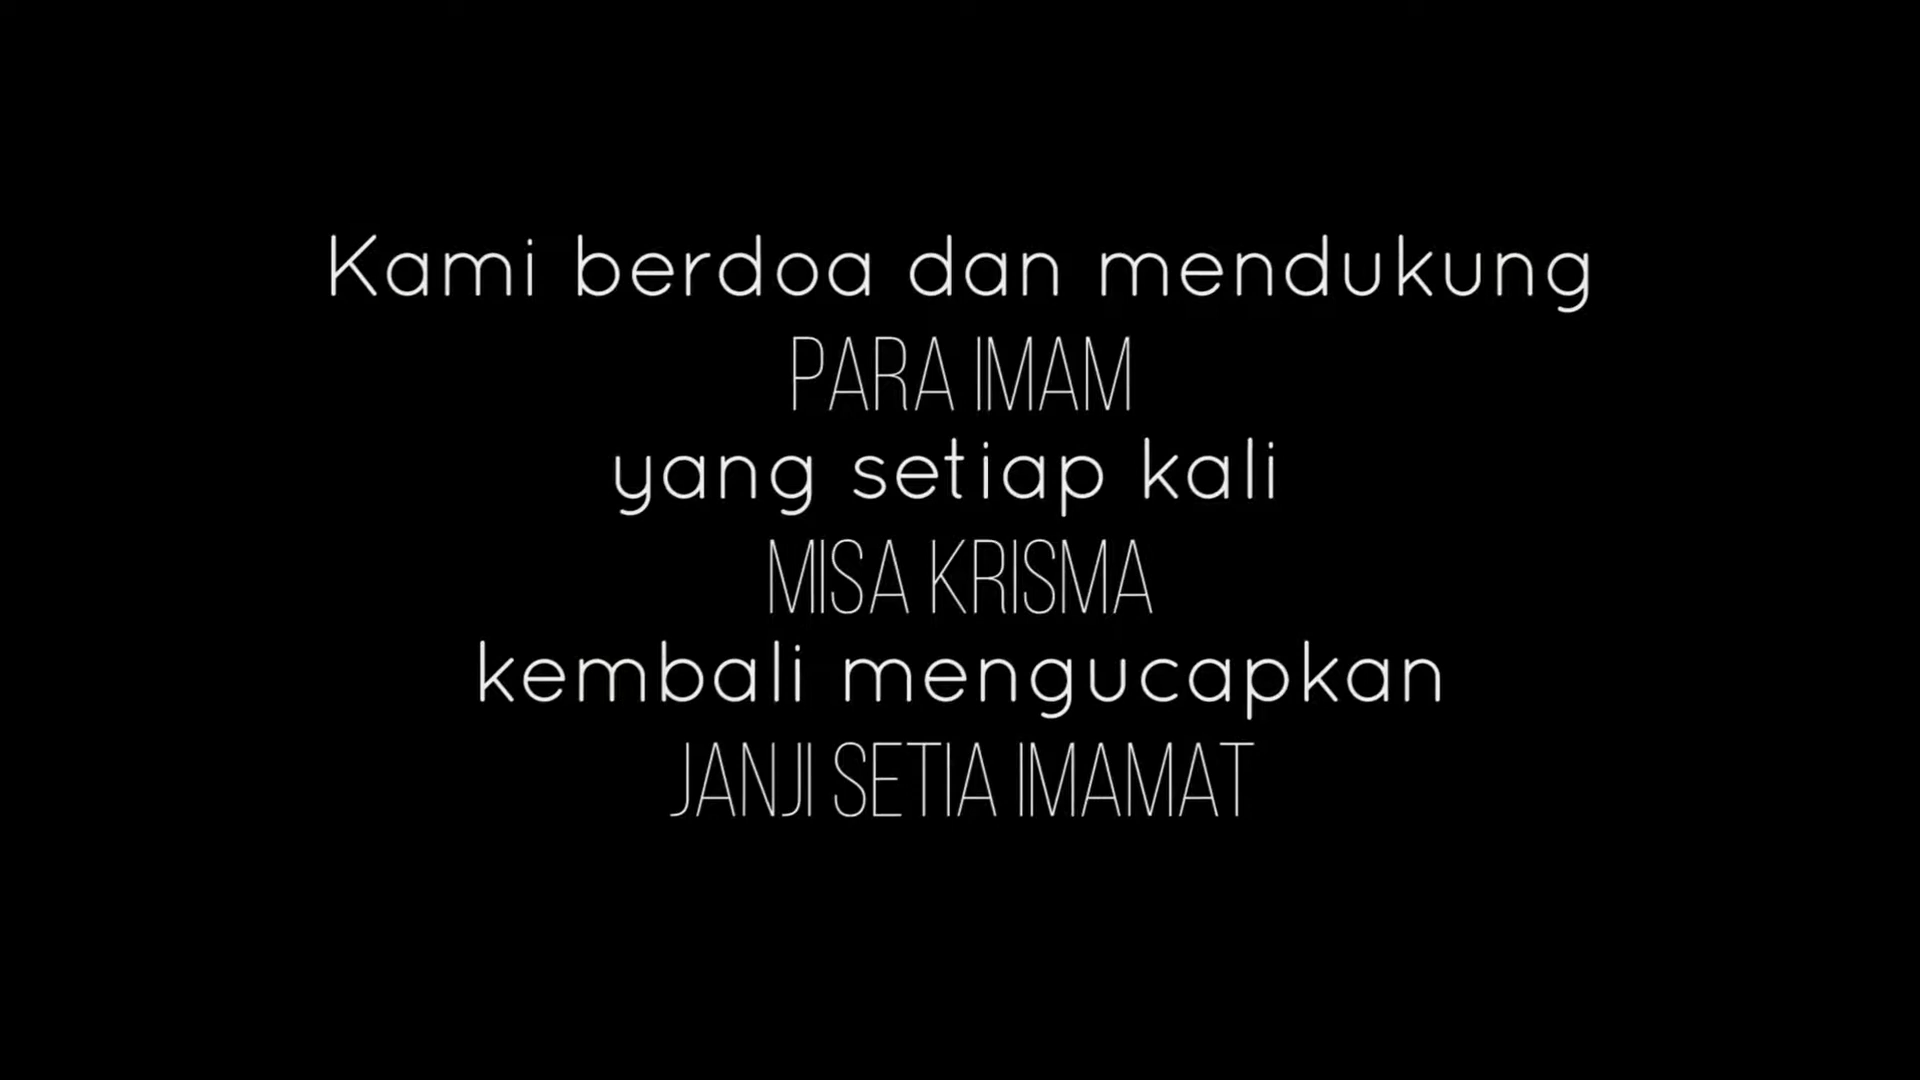 Kami berdoa dan mendukung
PARA IMAM
yang setiap kali
MISA KRISMA
kembali mengucapkan
JANJI SETIA IMAMAT